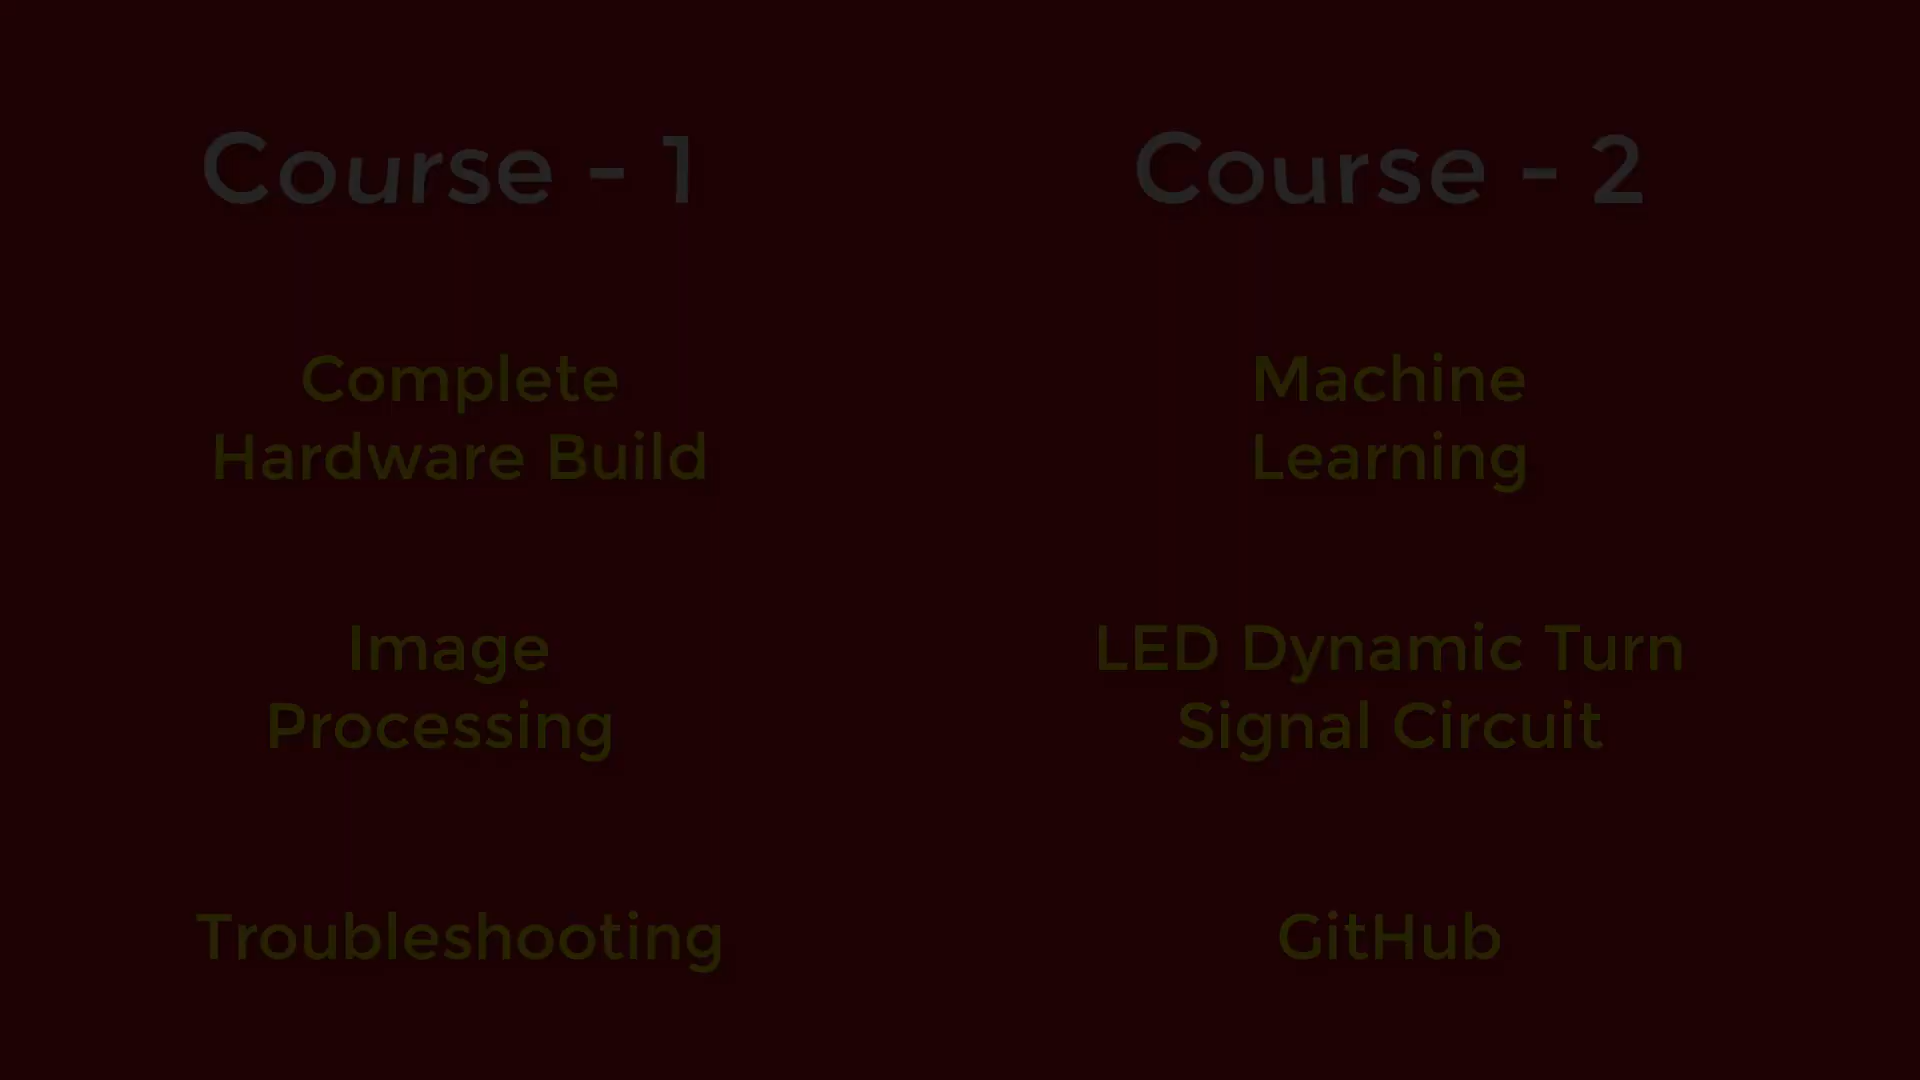 Course - 1
Complete
Hardware Build
Image
Processing
Troubleshooting
Course - 2
Machine
Learning
LED Dynamic Turn
Signal Circuit
GitHub